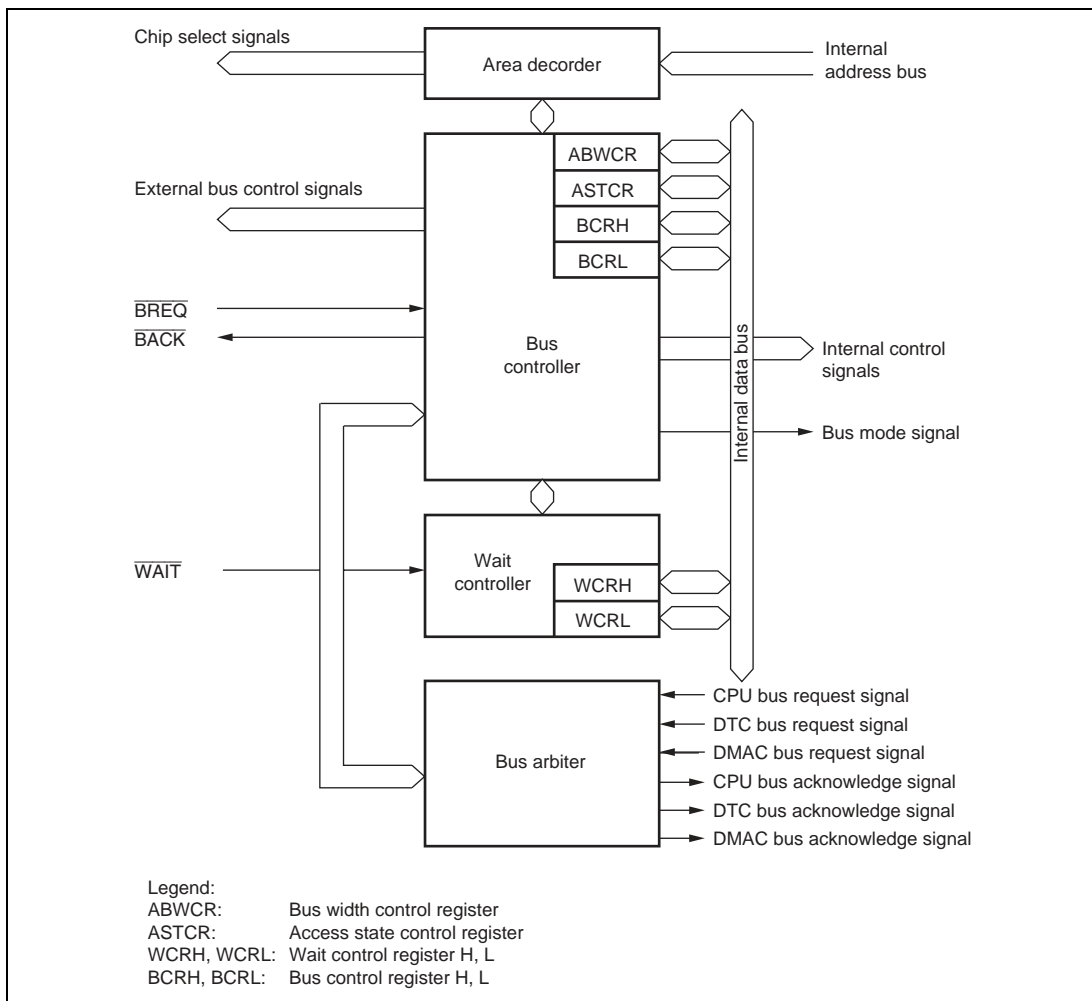 Chip select signals
Area decorder
Internal
address bus
ABWCR
ASTCR
External bus control signals
BCRH
BCRL
BREQ
BACK
Bus
controller
Internal control
signals
Internal data bus
Bus mode signal
WAIT
Wait
controller
WCRH
WCRL
CPU bus request signal
DTC bus request signal
DMAC bus request signal
Bus arbiter
CPU bus acknowledge signal
DTC bus acknowledge signal
DMAC bus acknowledge signal
Legend:
ABWCR: Bus width control register
ASTCR: Access state control register
WCRH, WCRL: Wait control register H, L
BCRH, BCRL: Bus control register H, L